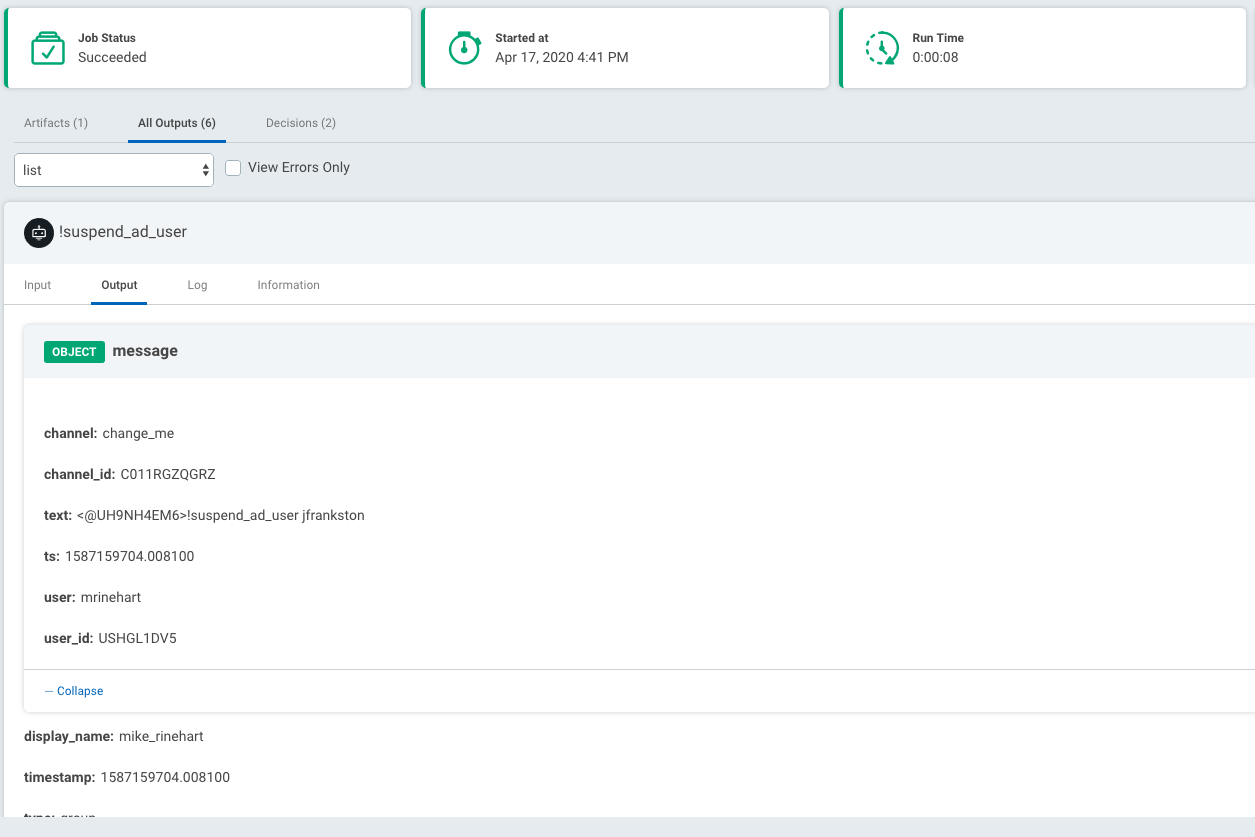 Job Status
Succeeded
Started at
Apr 17, 2020 4:41 PM
Run Time
0:00:08
Artifacts (1)
All Outputs (6)
Decisions (2)
list
View Errors Only
!suspend_ad_user
Input
Output
Log
Information
OBJECT message
channel: change_me
channel_id: C011RGZQGRZ
text: <@UH9NH4EM6>!suspend_ad_user jfrankston
ts: 1587159704.008100
user: mrinehart
user_id: USHGL1DV5
— Collapse
display_name: mike_rinehart
timestamp: 1587159704.008100
type: group